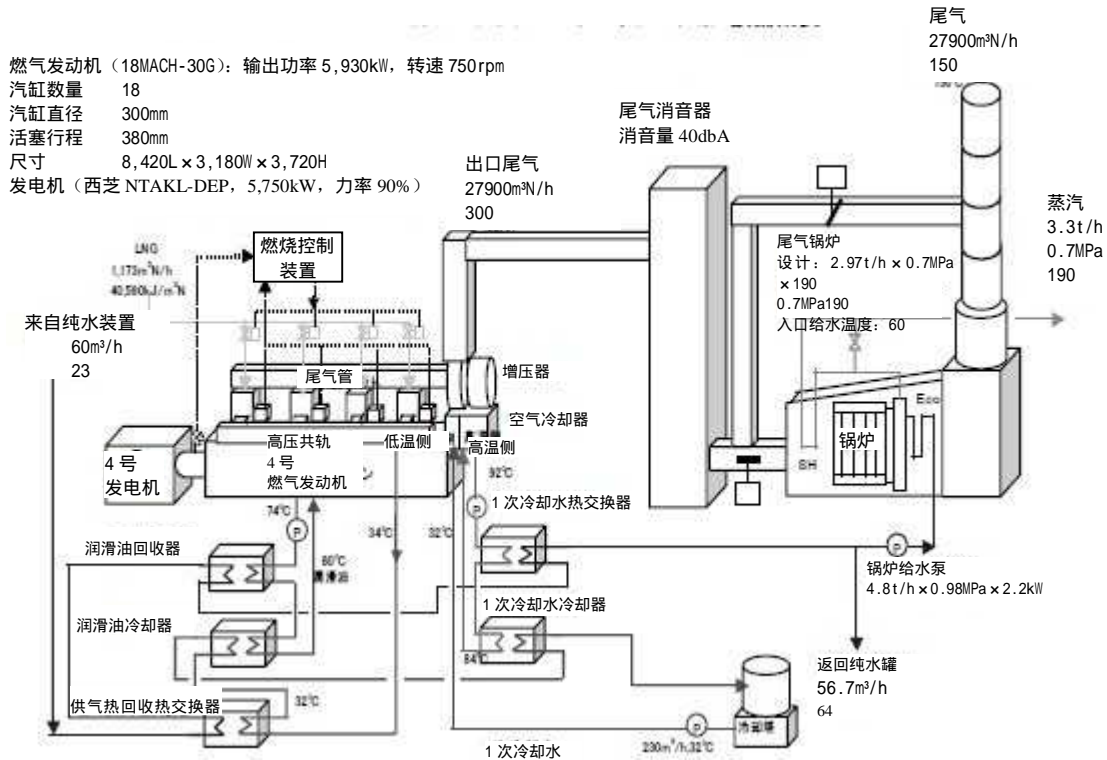 尾气
27900m³N/h
150
150℃
燃气发动机（18MACH-30G）：输出功率 5,930kW，转速 750rpm
汽缸数量 18
汽缸直径 300mm
活塞行程 380mm
尺寸 8,420L×3,180W×3,720H
发电机（西芝 NTAKL-DEP，5,750kW，力率 90%）
尾气消音器
消音量 40dbA
出口尾气
27900m³N/h
300
蒸汽
3.3t/h
0.7MPa
190
LNG
1,173m³N/h
燃烧控制
装置
尾气锅炉
设计：2.97t/h×0.7MPa
×190
0.7MPa190
入口给水温度：60
来自纯水装置
60m³/h
23
尾气管
增压器
空气冷却器
Eco
锅炉
SH
高压共轨
4 号
燃气发动机
低温侧
高温侧
4 号
发电机
92℃
74℃
P
34℃
32℃
P
1 次冷却水热交换器
润滑油回收器
60℃
润滑油
P
锅炉给水泵
4.8t/h×0.98MPa×2.2kW
1 次冷却水冷却器
润滑油冷却器
84℃
返回纯水罐
56.7m³/h
64
供气热回收热交换器
32℃
P
冷却塔
230m³/h,32℃
1 次冷却水